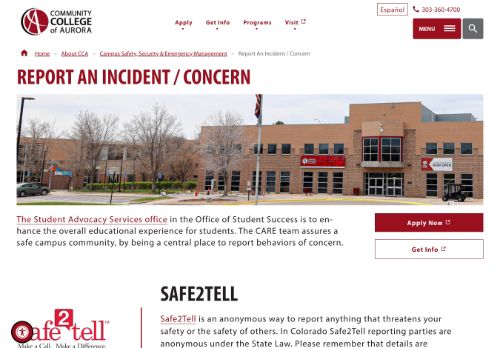 COMMUNITY
COLLEGE
of AURORA
Español
303-360-4700
Apply
Get Info
Programs
Visit
MENU
Home » About CCA » Campus Safety, Security & Emergency Management » Report An Incident / Concern
REPORT AN INCIDENT / CONCERN
The Student Advocacy Services office in the Office of Student Success is to en-
hance the overall educational experience for students. The CARE team assures a
safe campus community, by being a central place to report behaviors of concern.
Apply Now
Get Info
SAFE2TELL
Safe2Tell is an anonymous way to report anything that threatens your
safety or the safety of others. In Colorado Safe2Tell reporting parties are
anonymous under the State Law. Please remember that details are
Safe2tell™
Make a Call. Make a Difference.